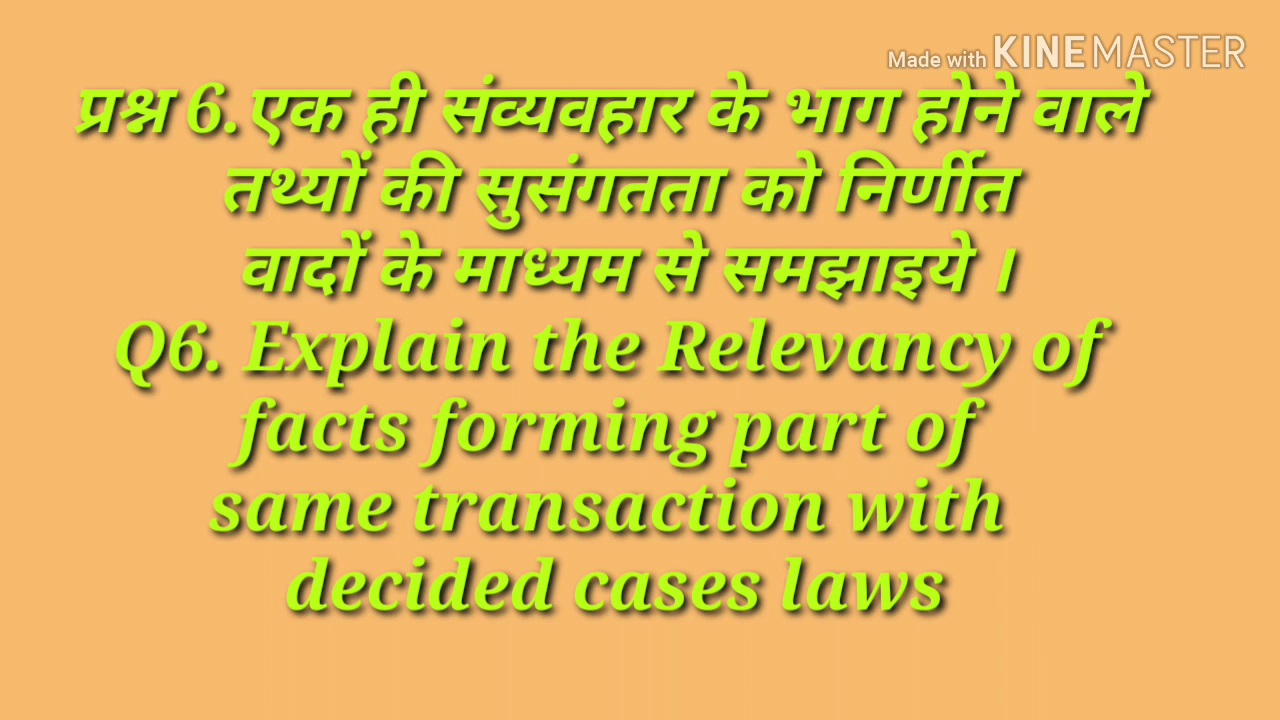 Made with KINEMASTER
प्रश्न 6.एक ही संव्यवहार के भाग होने वाले
तथ्यों की सुसंगतता को निर्णीत
वादों के माध्यम से समझाइये ।
Q6. Explain the Relevancy of
facts forming part of
same transaction with
decided cases laws